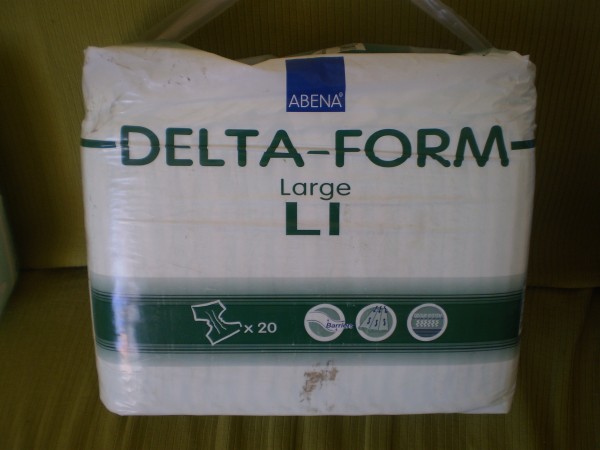 ABENA®
DELTA-FORM
Large
L1
x 20
Barrier